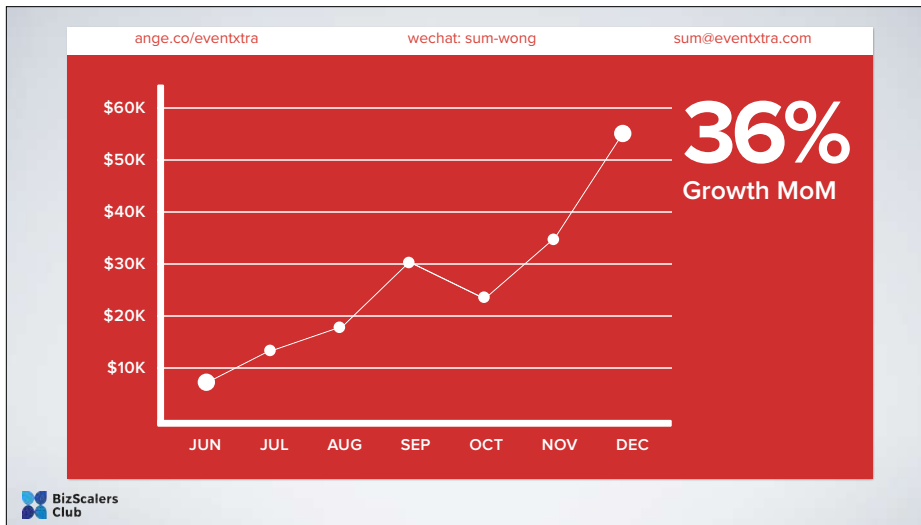 ange.co/eventxtra
wechat: sum-wong
sum@eventxtra.com
$60K
$50K
$40K
$30K
$20K
$10K
36%
Growth MoM
JUN JUL AUG SEP OCT NOV DEC
BizScalers
Club